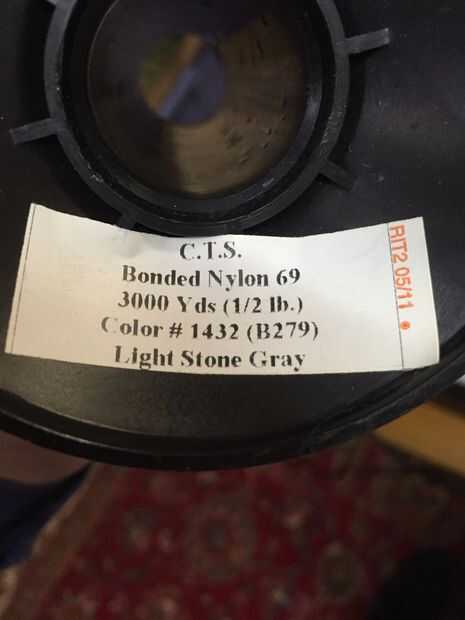 C.T.S.
Bonded Nylon 69
3000 Yds (1/2 lb.)
Color # 1432 (B279)
Light Stone Gray
RIT2 05/11